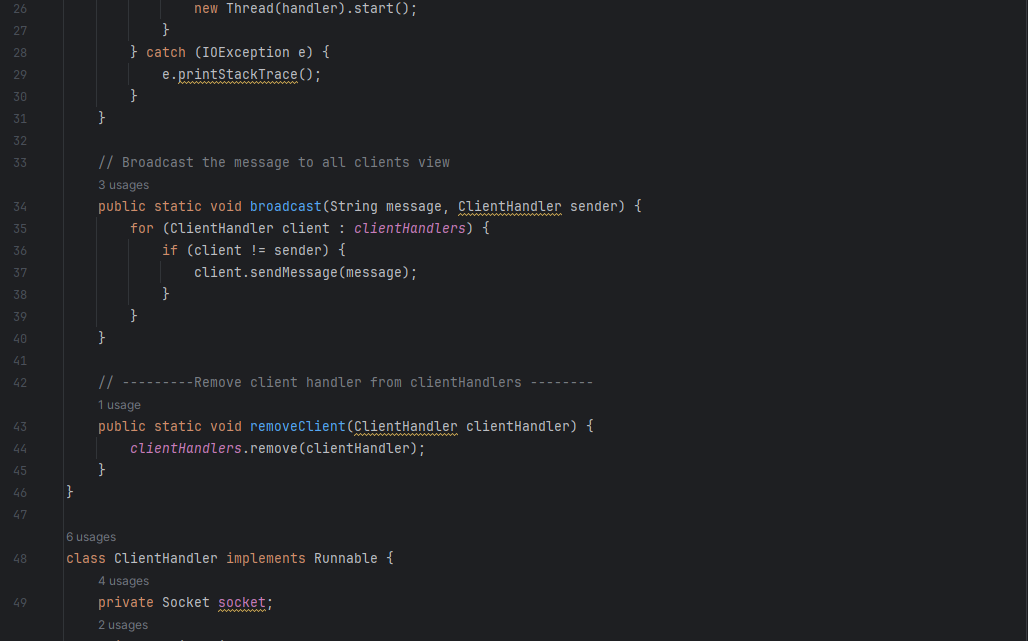 26 new Thread(handler).start();
27 }
28 } catch (IOException e) {
29 e.printStackTrace();
30 }
31 }
32
33 // Broadcast the message to all clients view
3 usages
34 public static void broadcast(String message, ClientHandler sender) {
35 for (ClientHandler client : clientHandlers) {
36 if (client != sender) {
37 client.sendMessage(message);
38 }
39 }
40 }
41
42 // ---------Remove client handler from clientHandlers --------
1 usage
43 public static void removeClient(ClientHandler clientHandler) {
44 clientHandlers.remove(clientHandler);
45 }
46 }
47
6 usages
48 class ClientHandler implements Runnable {
4 usages
49 private Socket socket;
2 usages